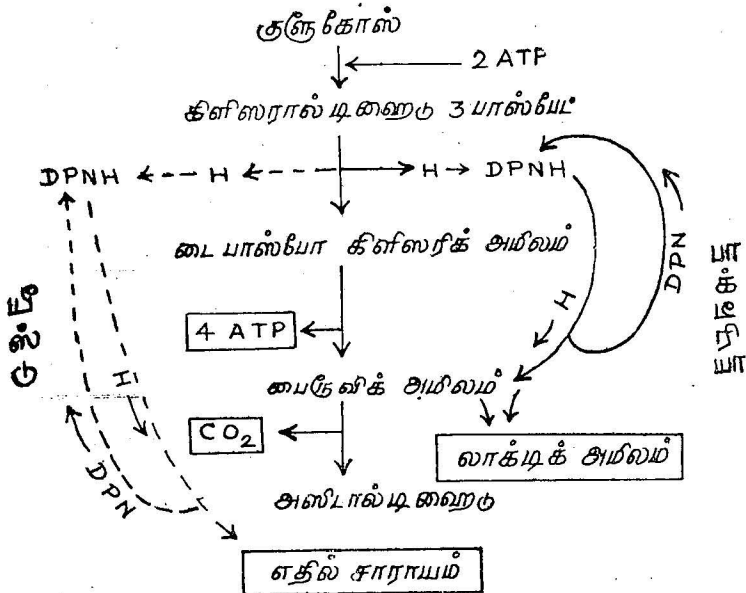 குளூகோஸ்
2 ATP
கிளிஸரால்டிஹைடு 3 பாஸ்பேட்
DPNH H H DPNH
டை பாஸ்போ கிளிஸரிக் அமிலம்
DPN
பாக்டீரியா
ஈஸ்ட்
4 ATP
H
பைரூவிக் அமிலம்
H
CO₂
லாக்டிக் அமிலம்
DPN
அஸிடால்டிஹைடு
எதில் சாராயம்